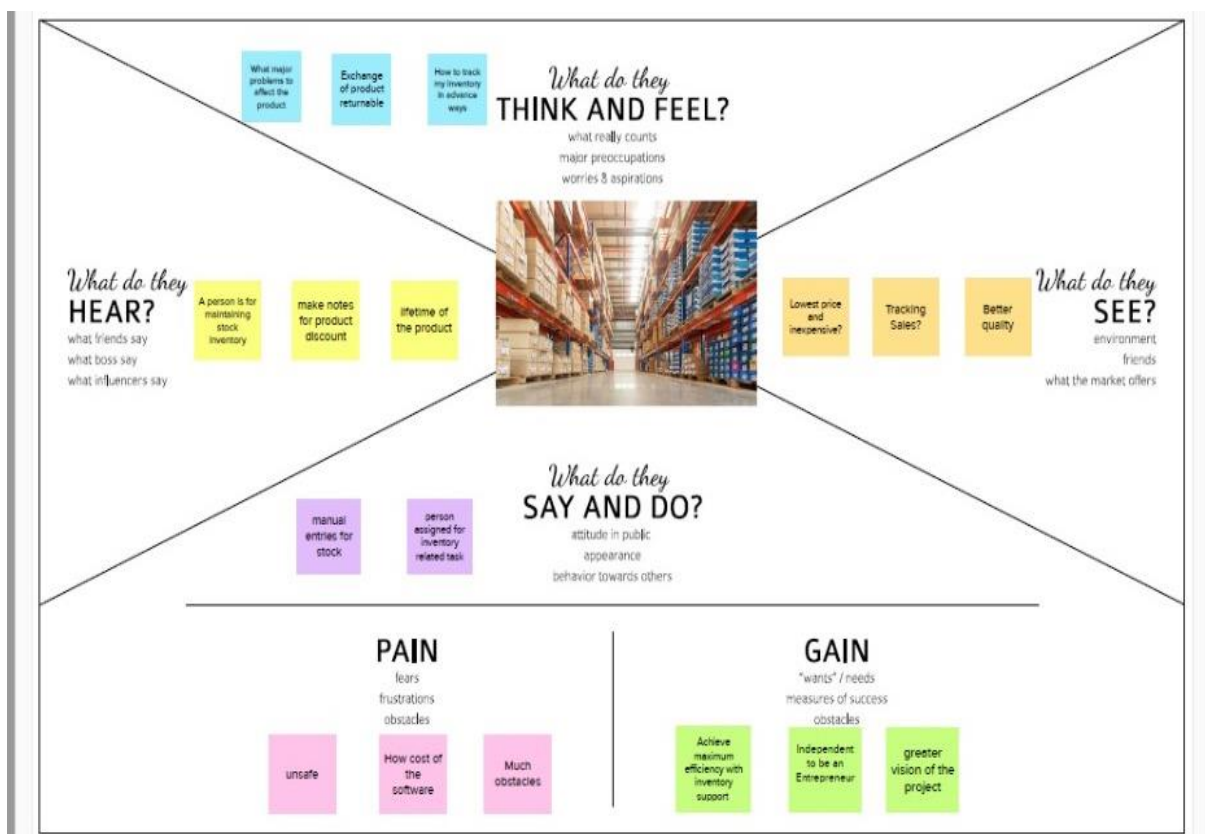 What major
problems to
affect the
product
Exchange
of product
returnable
How to track
my inventory
in advance
ways
What do they
THINK AND FEEL?
what really counts
major preoccupations
worries & aspirations
What do they
HEAR?
what friends say
what boss say
what influencers say
A person is for
maintaining
stock
inventory
make notes
for product
discount
lifetime of
the product
Lowest price
and
inexpensive?
Tracking
Sales?
Better
quality
What do they
SEE?
environment
friends
what the market offers
What do they
SAY AND DO?
attitude in public
appearance
behavior towards others
manual
entries for
stock
person
assigned for
inventory
related task
PAIN
fears
frustrations
obstacles
unsafe
How cost of
the
software
Much
obstacles
GAIN
"wants" / needs
measures of success
obstacles
Achieve
maximum
efficiency with
inventory
support
Independent
to be an
Entrepreneur
greater
vision of the
project